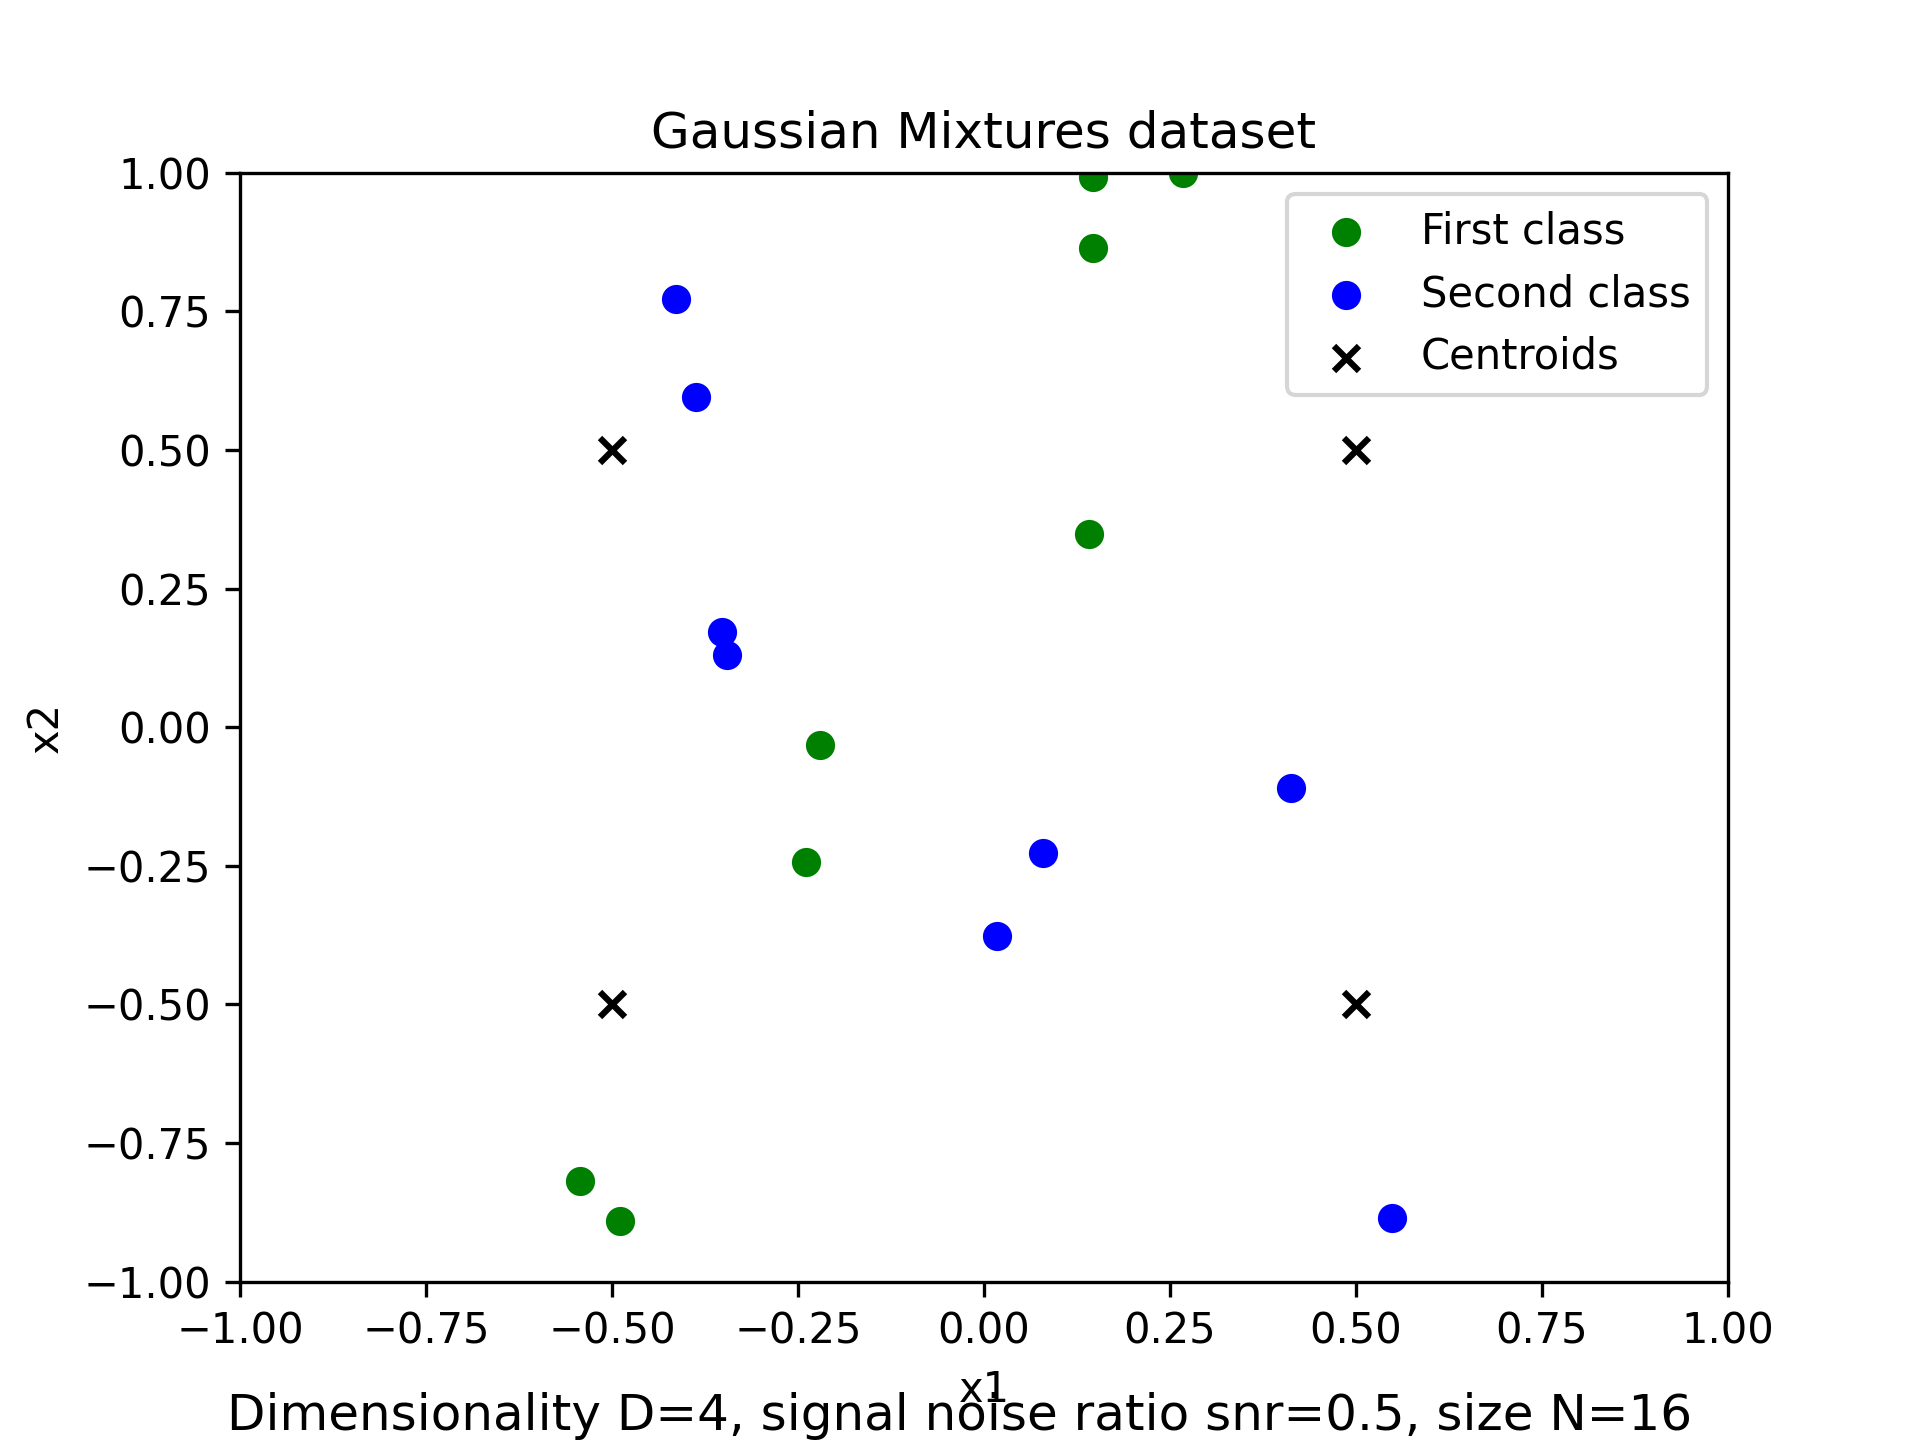 Gaussian Mixtures dataset
1.00
0.75
0.50
0.25
0.00
−0.25
−0.50
−0.75
−1.00
x2
First class
Second class
Centroids
−1.00 −0.75 −0.50 −0.25 0.00 0.25 0.50 0.75 1.00
x1
Dimensionality D=4, signal noise ratio snr=0.5, size N=16